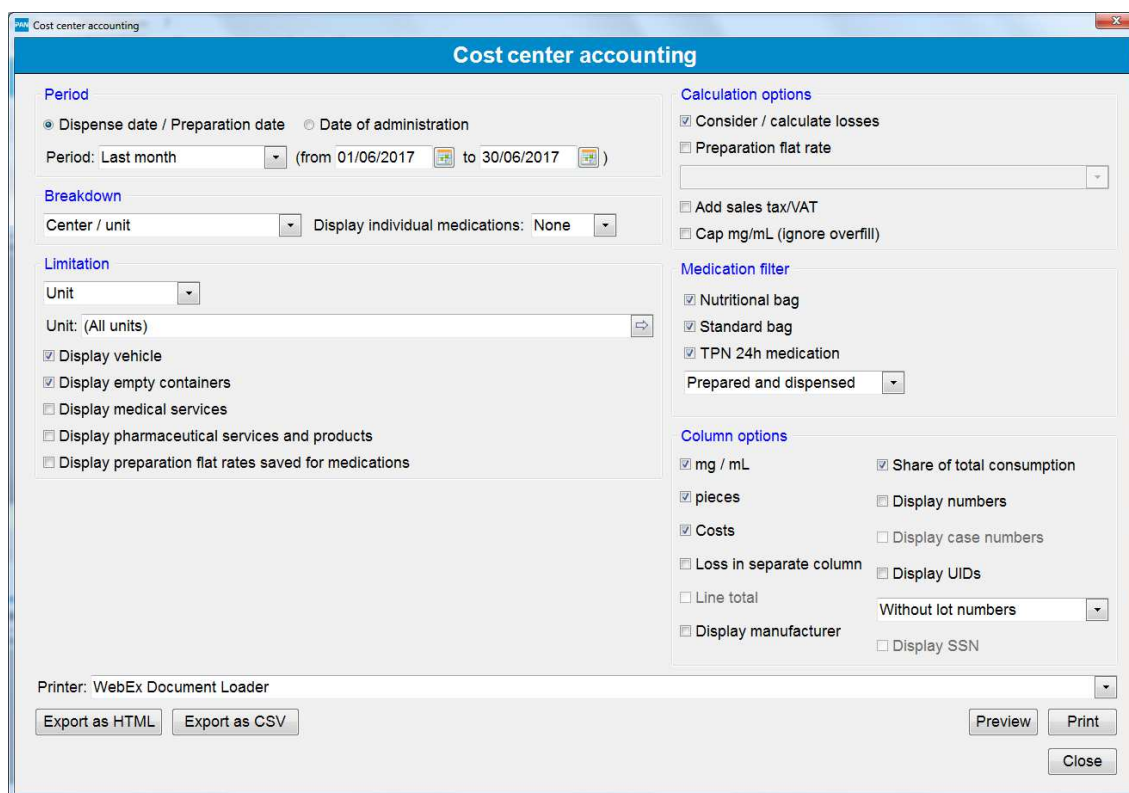 PAN Cost center accounting
Cost center accounting
Period
Dispense date / Preparation date Date of administration
Period: Last month (from 01/06/2017 to 30/06/2017 )
Breakdown
Center / unit Display individual medications: None
Limitation
Unit
Unit: (All units)
Display vehicle
Display empty containers
Display medical services
Display pharmaceutical services and products
Display preparation flat rates saved for medications
Calculation options
Consider / calculate losses
Preparation flat rate
Add sales tax/VAT
Cap mg/mL (ignore overfill)
Medication filter
Nutritional bag
Standard bag
TPN 24h medication
Prepared and dispensed
Column options
mg / mL
pieces
Costs
Loss in separate column
Line total
Display manufacturer
Share of total consumption
Display numbers
Display case numbers
Display UIDs
Without lot numbers
Display SSN
Printer: WebEx Document Loader
Export as HTML Export as CSV Preview Print
Close